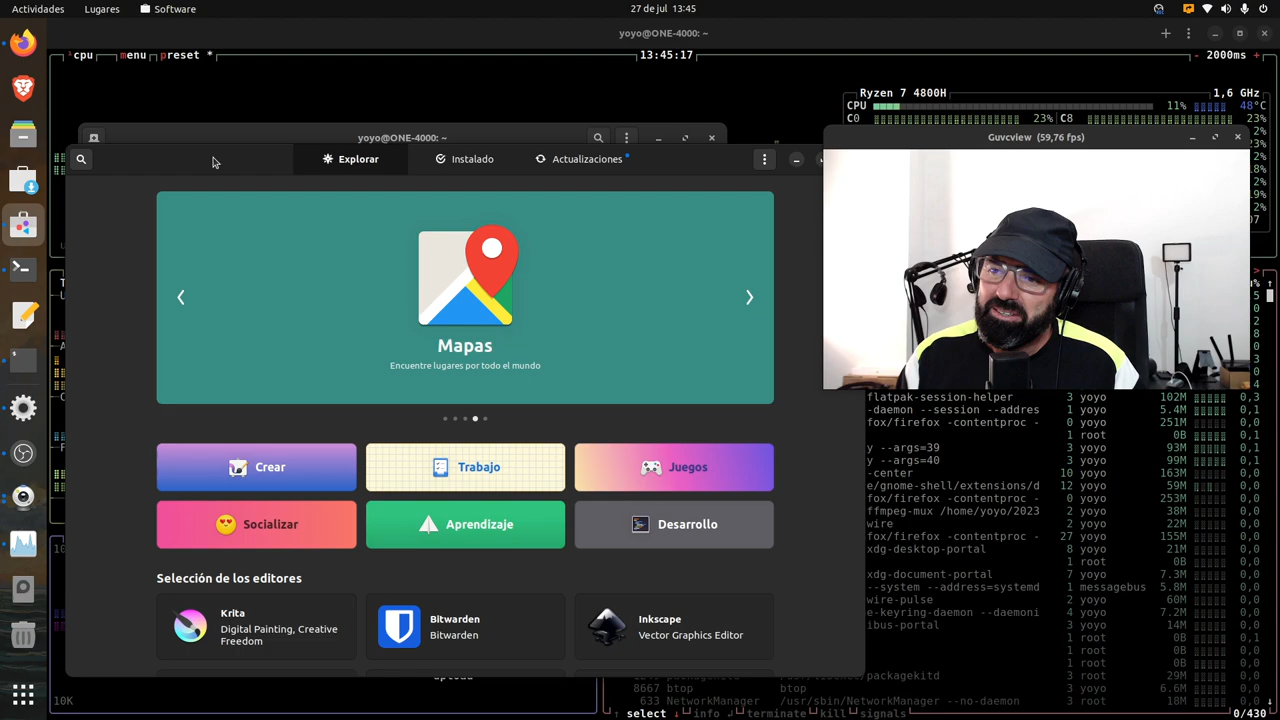 Actividades Lugares Software 27 de jul 13:45
yoyo@ONE-4000: ~
¹cpu menu preset * 13:45:17 - 2000ms +
Ryzen 7 4800H 1,6 GHz
CPU 11% 48°C
C0 23% C8 23%
yoyo@ONE-4000: ~
Guvcview (59,76 fps)
Explorar Instalado Actualizaciones
Mapas
Encuentre lugares por todo el mundo
Crear Trabajo Juegos
Socializar Aprendizaje Desarrollo
Selección de los editores
Krita
Digital Painting, Creative
Freedom
Bitwarden
Bitwarden
Inkscape
Vector Graphics Editor
flatpak-session-helper 3 yoyo 102M 0,3
-daemon --session --addres 1 yoyo 5.4M 0,1
fox/firefox -contentproc - 0 yoyo 251M 0,0
1 root 0B 0,1
y --args=39 3 yoyo 93M 0,1
y --args=40 3 yoyo 99M 0,1
-center 10 yoyo 163M 0,0
e/gnome-shell/extensions/d 12 yoyo 59M 0,0
fox/firefox -contentproc - 0 yoyo 253M 0,0
ffmpeg-mux /home/yoyo/2023 2 yoyo 38M 0,0
wire 2 yoyo 22M 0,0
fox/firefox -contentproc - 27 yoyo 155M 0,0
xdg-desktop-portal 8 yoyo 21M 0,0
1 root 0B 0,0
xdg-document-portal 7 yoyo 7.3M 0,0
--system --address=systemd 1 messagebus 5.8M 0,0
wire-pulse 2 yoyo 60M 0,0
e-keyring-daemon --daemoni 4 yoyo 7.2M 0,0
ibus-portal 3 yoyo 14M 0,0
1 root 0B 0,1
1 root 0B 0,0
1 root 0B 0,0
1 root 0B 0,0
packagekitd 3 root 29M 0,0
8667 btop btop 3 yoyo 6.6M 0,0
633 NetworkManager /usr/sbin/NetworkManager --no-daemon 3 root 18M 0,0
10K
↑ select ↓ info ↲ terminate kill signals 0/430